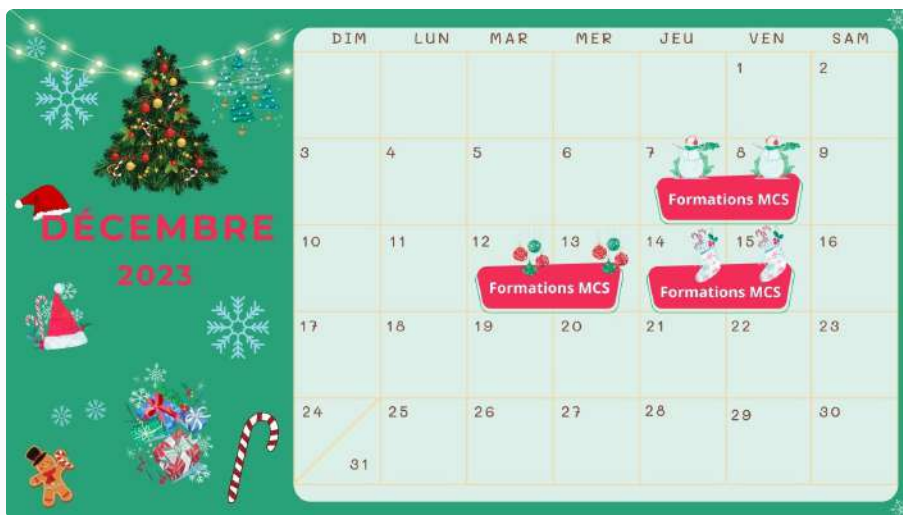 DIM LUN MAR MER JEU VEN SAM
1 2
3 4 5 6 7 8 9
Formations MCS
DÉCEMBRE
2023
10 11 12 13 14 15 16
Formations MCS Formations MCS
17 18 19 20 21 22 23
24 25 26 27 28 29 30
31